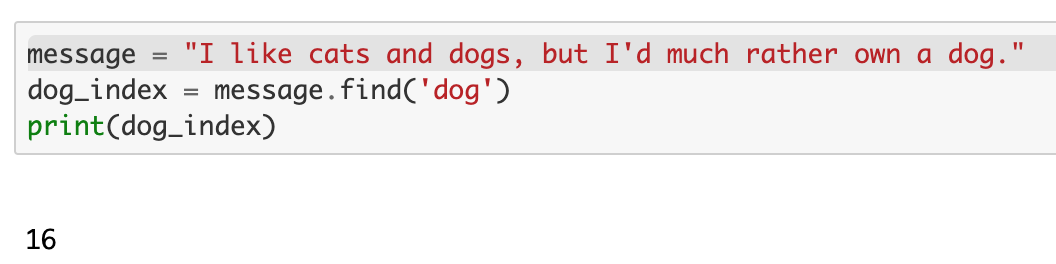 message = "I like cats and dogs, but I'd much rather own a dog."
dog_index = message.find('dog')
print(dog_index)
16